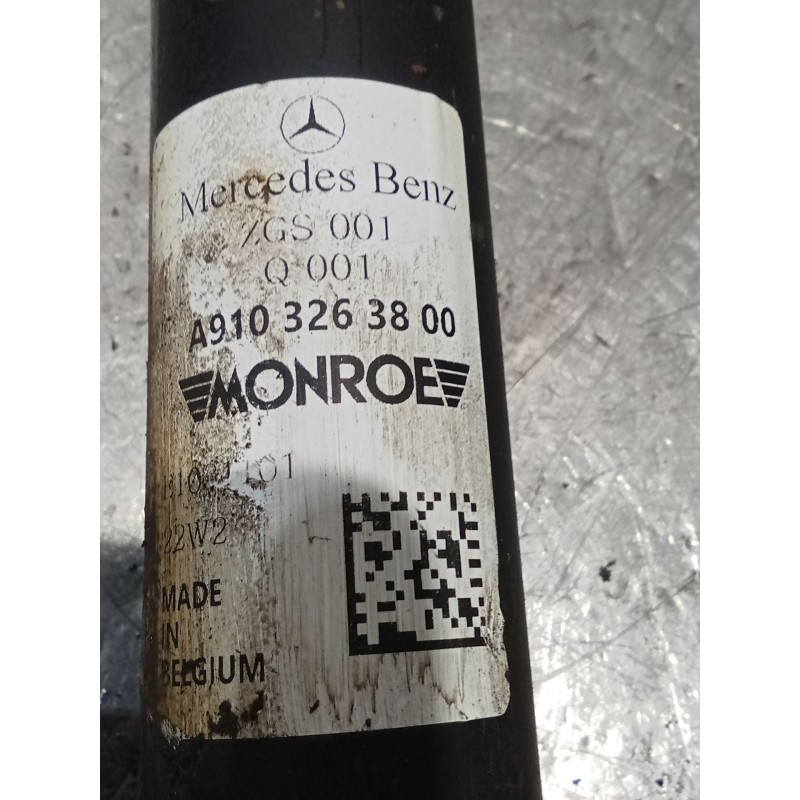 Mercedes Benz
ZGS 001
Q 001
A910 326 38 00
MONROE
22W2
MADE
IN
BELGIUM